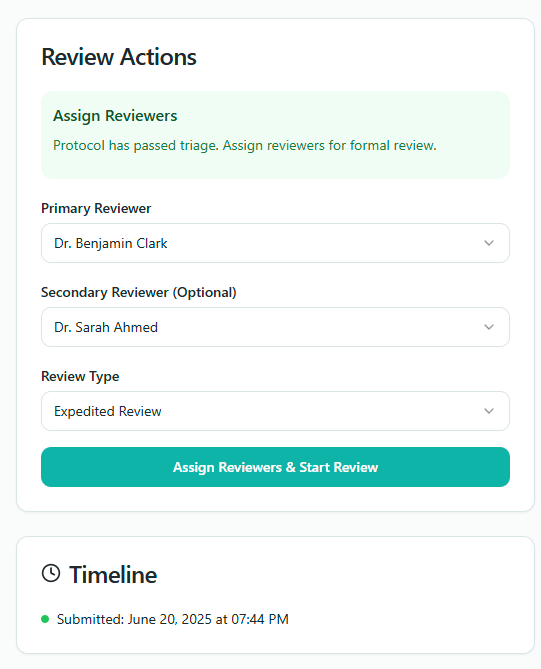 Review Actions
Assign Reviewers
Protocol has passed triage. Assign reviewers for formal review.
Primary Reviewer
Dr. Benjamin Clark
Secondary Reviewer (Optional)
Dr. Sarah Ahmed
Review Type
Expedited Review
Assign Reviewers & Start Review
Timeline
Submitted: June 20, 2025 at 07:44 PM